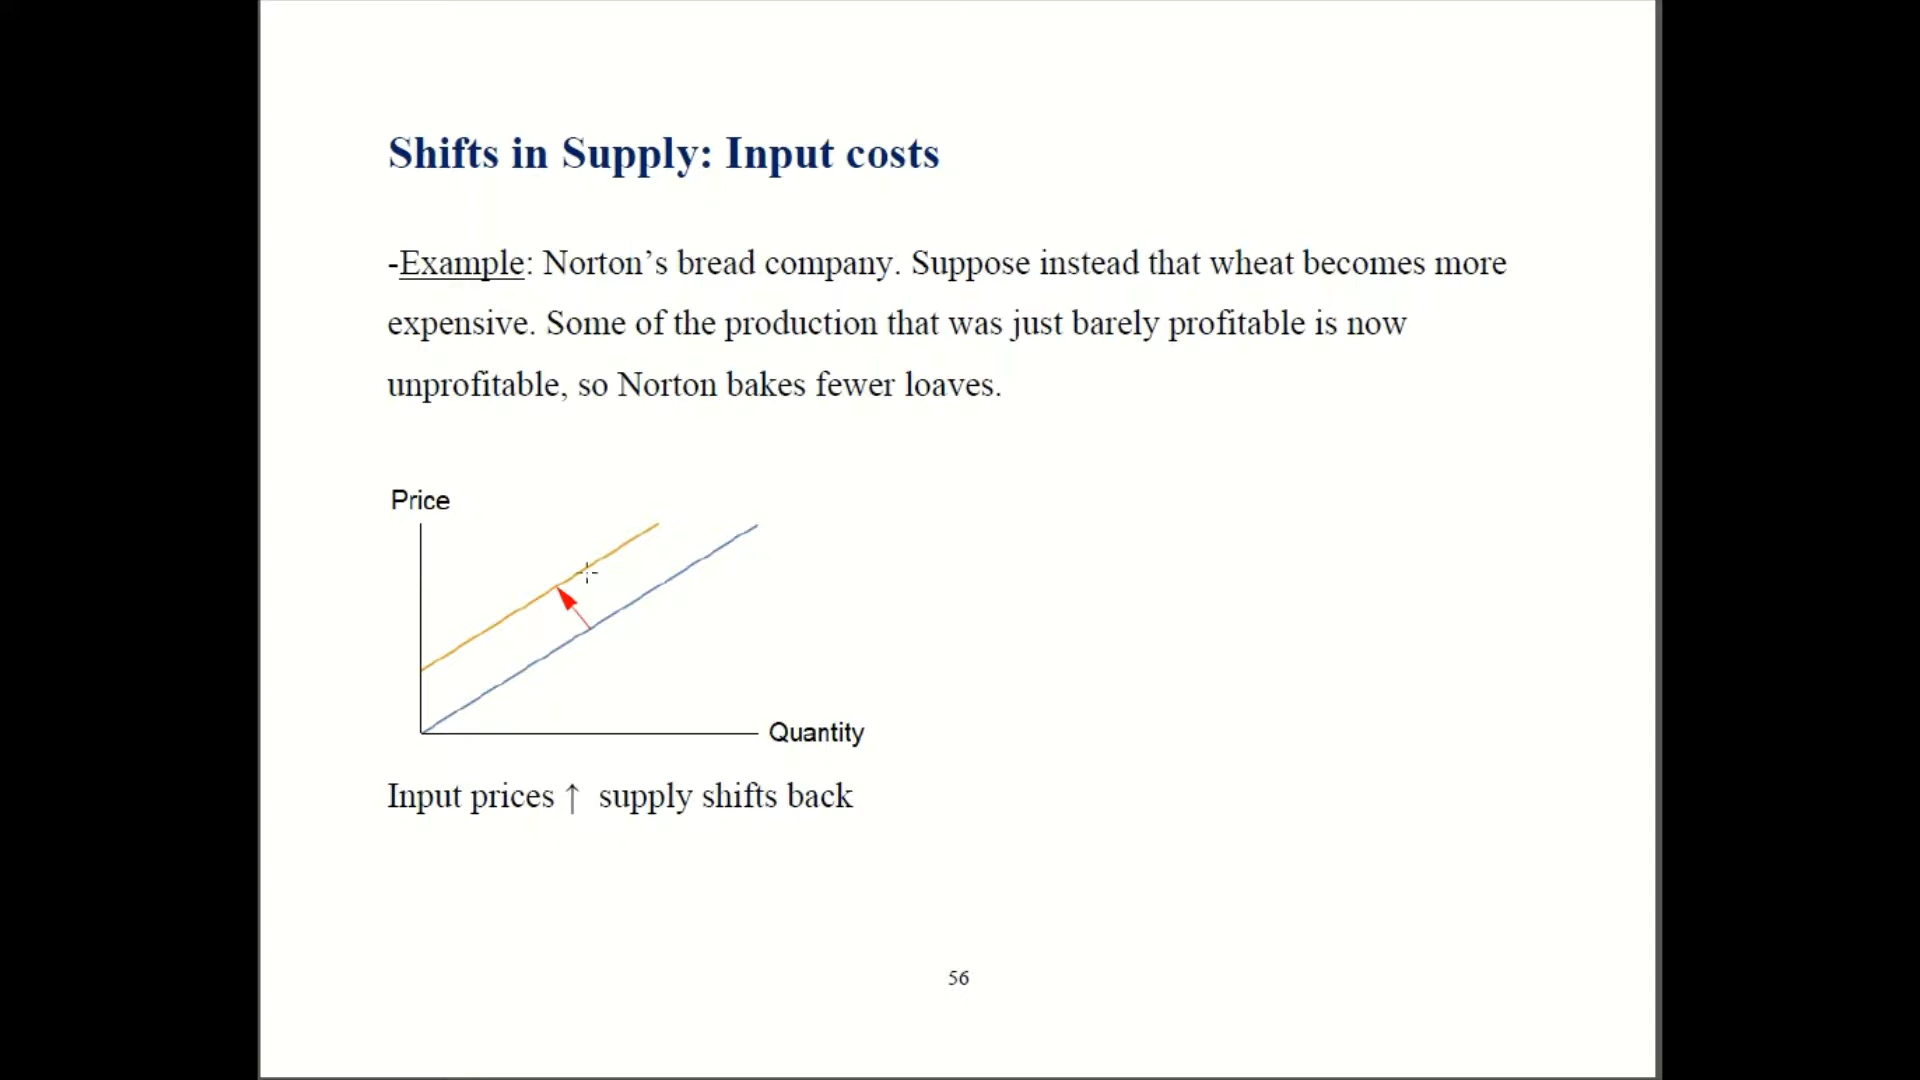 Shifts in Supply: Input costs
-Example: Norton’s bread company. Suppose instead that wheat becomes more
expensive. Some of the production that was just barely profitable is now
unprofitable, so Norton bakes fewer loaves.
Price
Quantity
Input prices ↑ supply shifts back
56